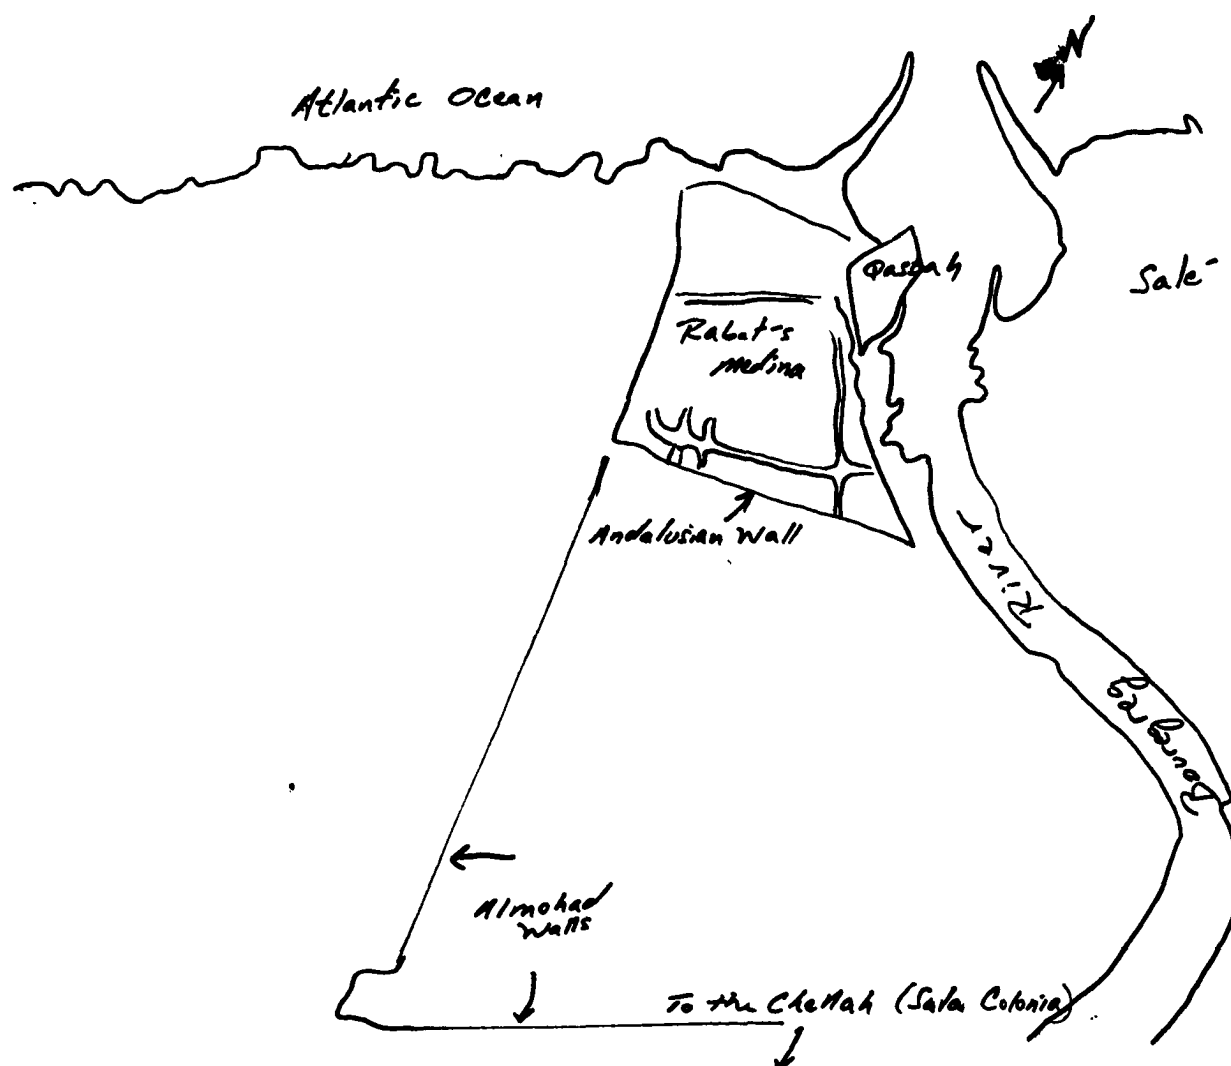 N
Atlantic Ocean
Qasbah
Salé
Rabat's
Medina
Andalusian Wall
River
Bouregreg
Almohad
Walls
To the Chellah (Sala Colonia)